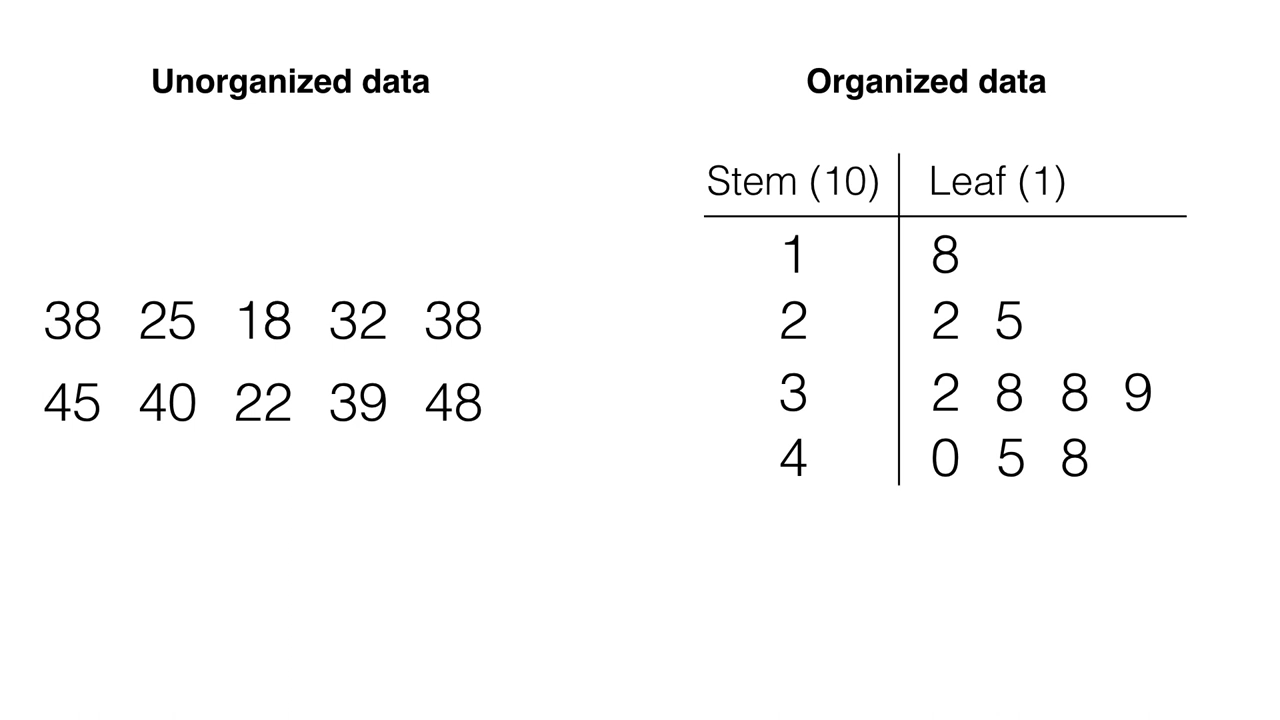 Unorganized data
38 25 18 32 38
45 40 22 39 48
Organized data
Stem (10) Leaf (1)
1 8
2 2 5
3 2 8 8 9
4 0 5 8